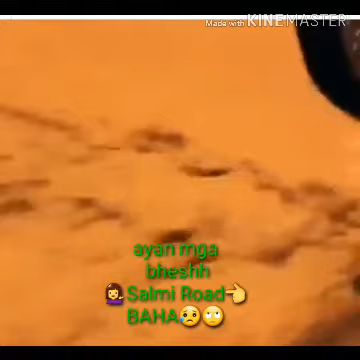 Made with KINEMASTER
ayan mga
bheshh
💁‍♀️Salmi Road👈
BAHA😢🙄